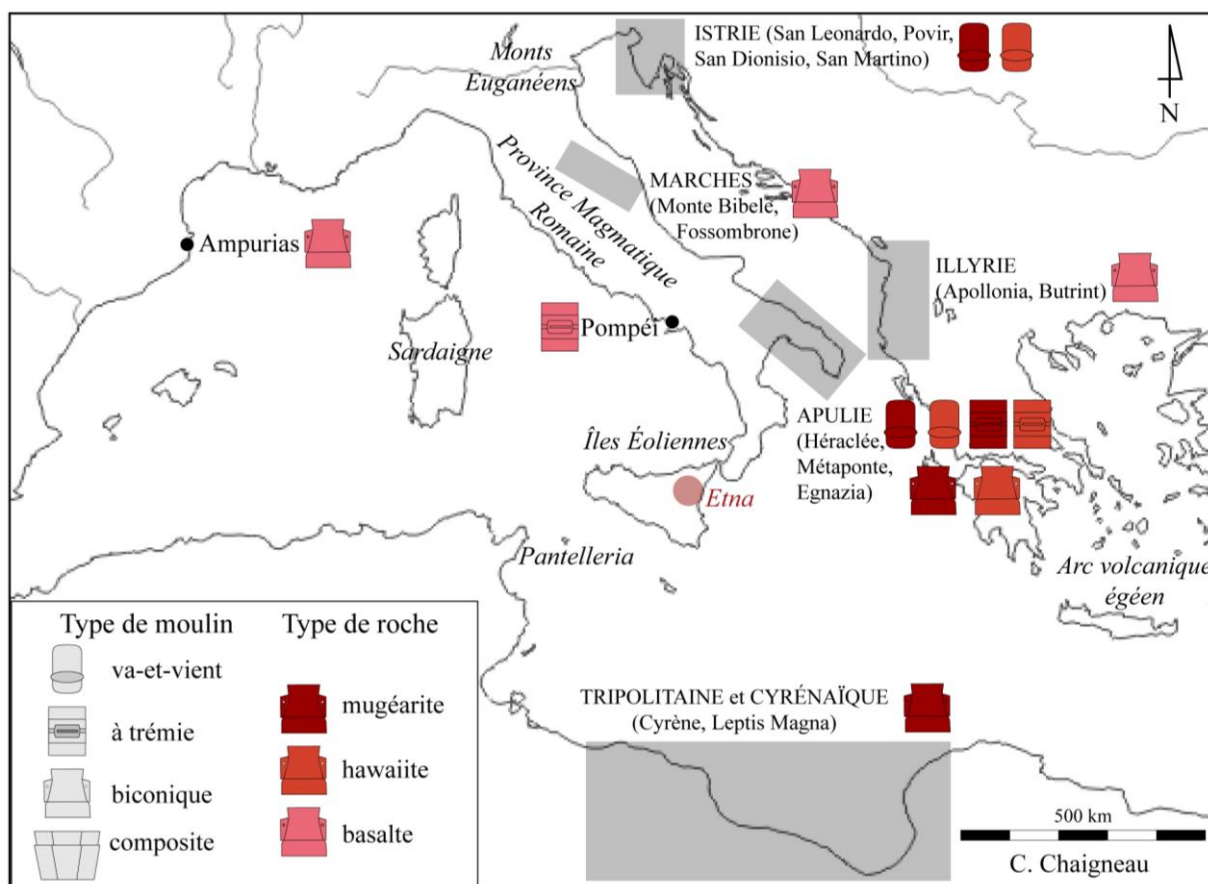 ISTRIE (San Leonardo, Povir,
San Dionisio, San Martino)
Monts
Euganéens
N
Province Magmatique
Romaine
MARCHES
(Monte Bibele,
Fossombrone)
Ampurias
ILLYRIE
(Apollonia, Butrint)
Pompéi
Sardaigne
APULIE
(Héraclée,
Métaponte,
Egnazia)
Îles Éoliennes
Etna
Pantelleria
Arc volcanique
égéen
Type de moulin
va-et-vient
à trémie
biconique
composite
Type de roche
mugéarite
hawaiite
basalte
TRIPOLITAINE et CYRÉNAÏQUE
(Cyrène, Leptis Magna)
500 km
C. Chaigneau